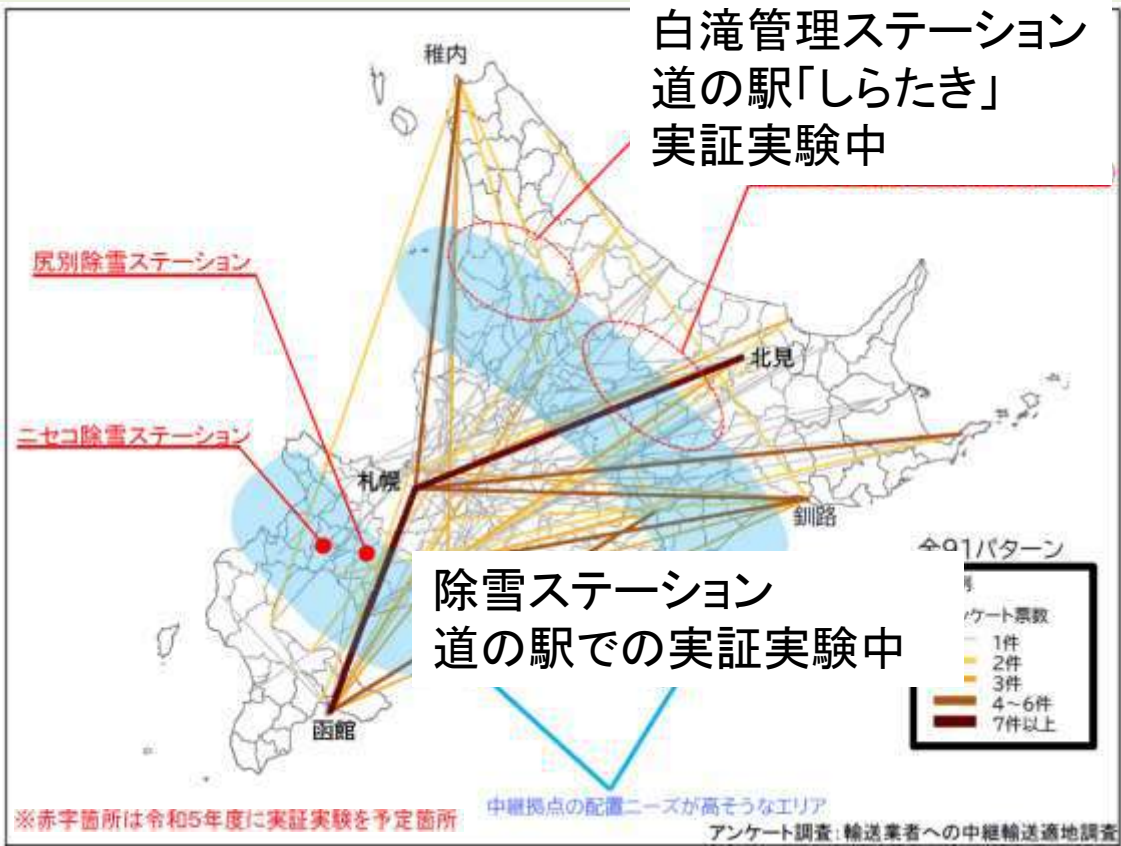 白滝管理ステーション
道の駅「しらたき」
実証実験中
稚内
尻別除雪ステーション
北見
ニセコ除雪ステーション
札幌
釧路
全91パターン
除雪ステーション
道の駅での実証実験中
ケート票数
1件
2件
3件
4~6件
7件以上
函館
中継拠点の配置ニーズが高そうなエリア
※赤字箇所は令和5年度に実証実験を予定箇所
アンケート調査:輸送業者への中継輸送適地調査